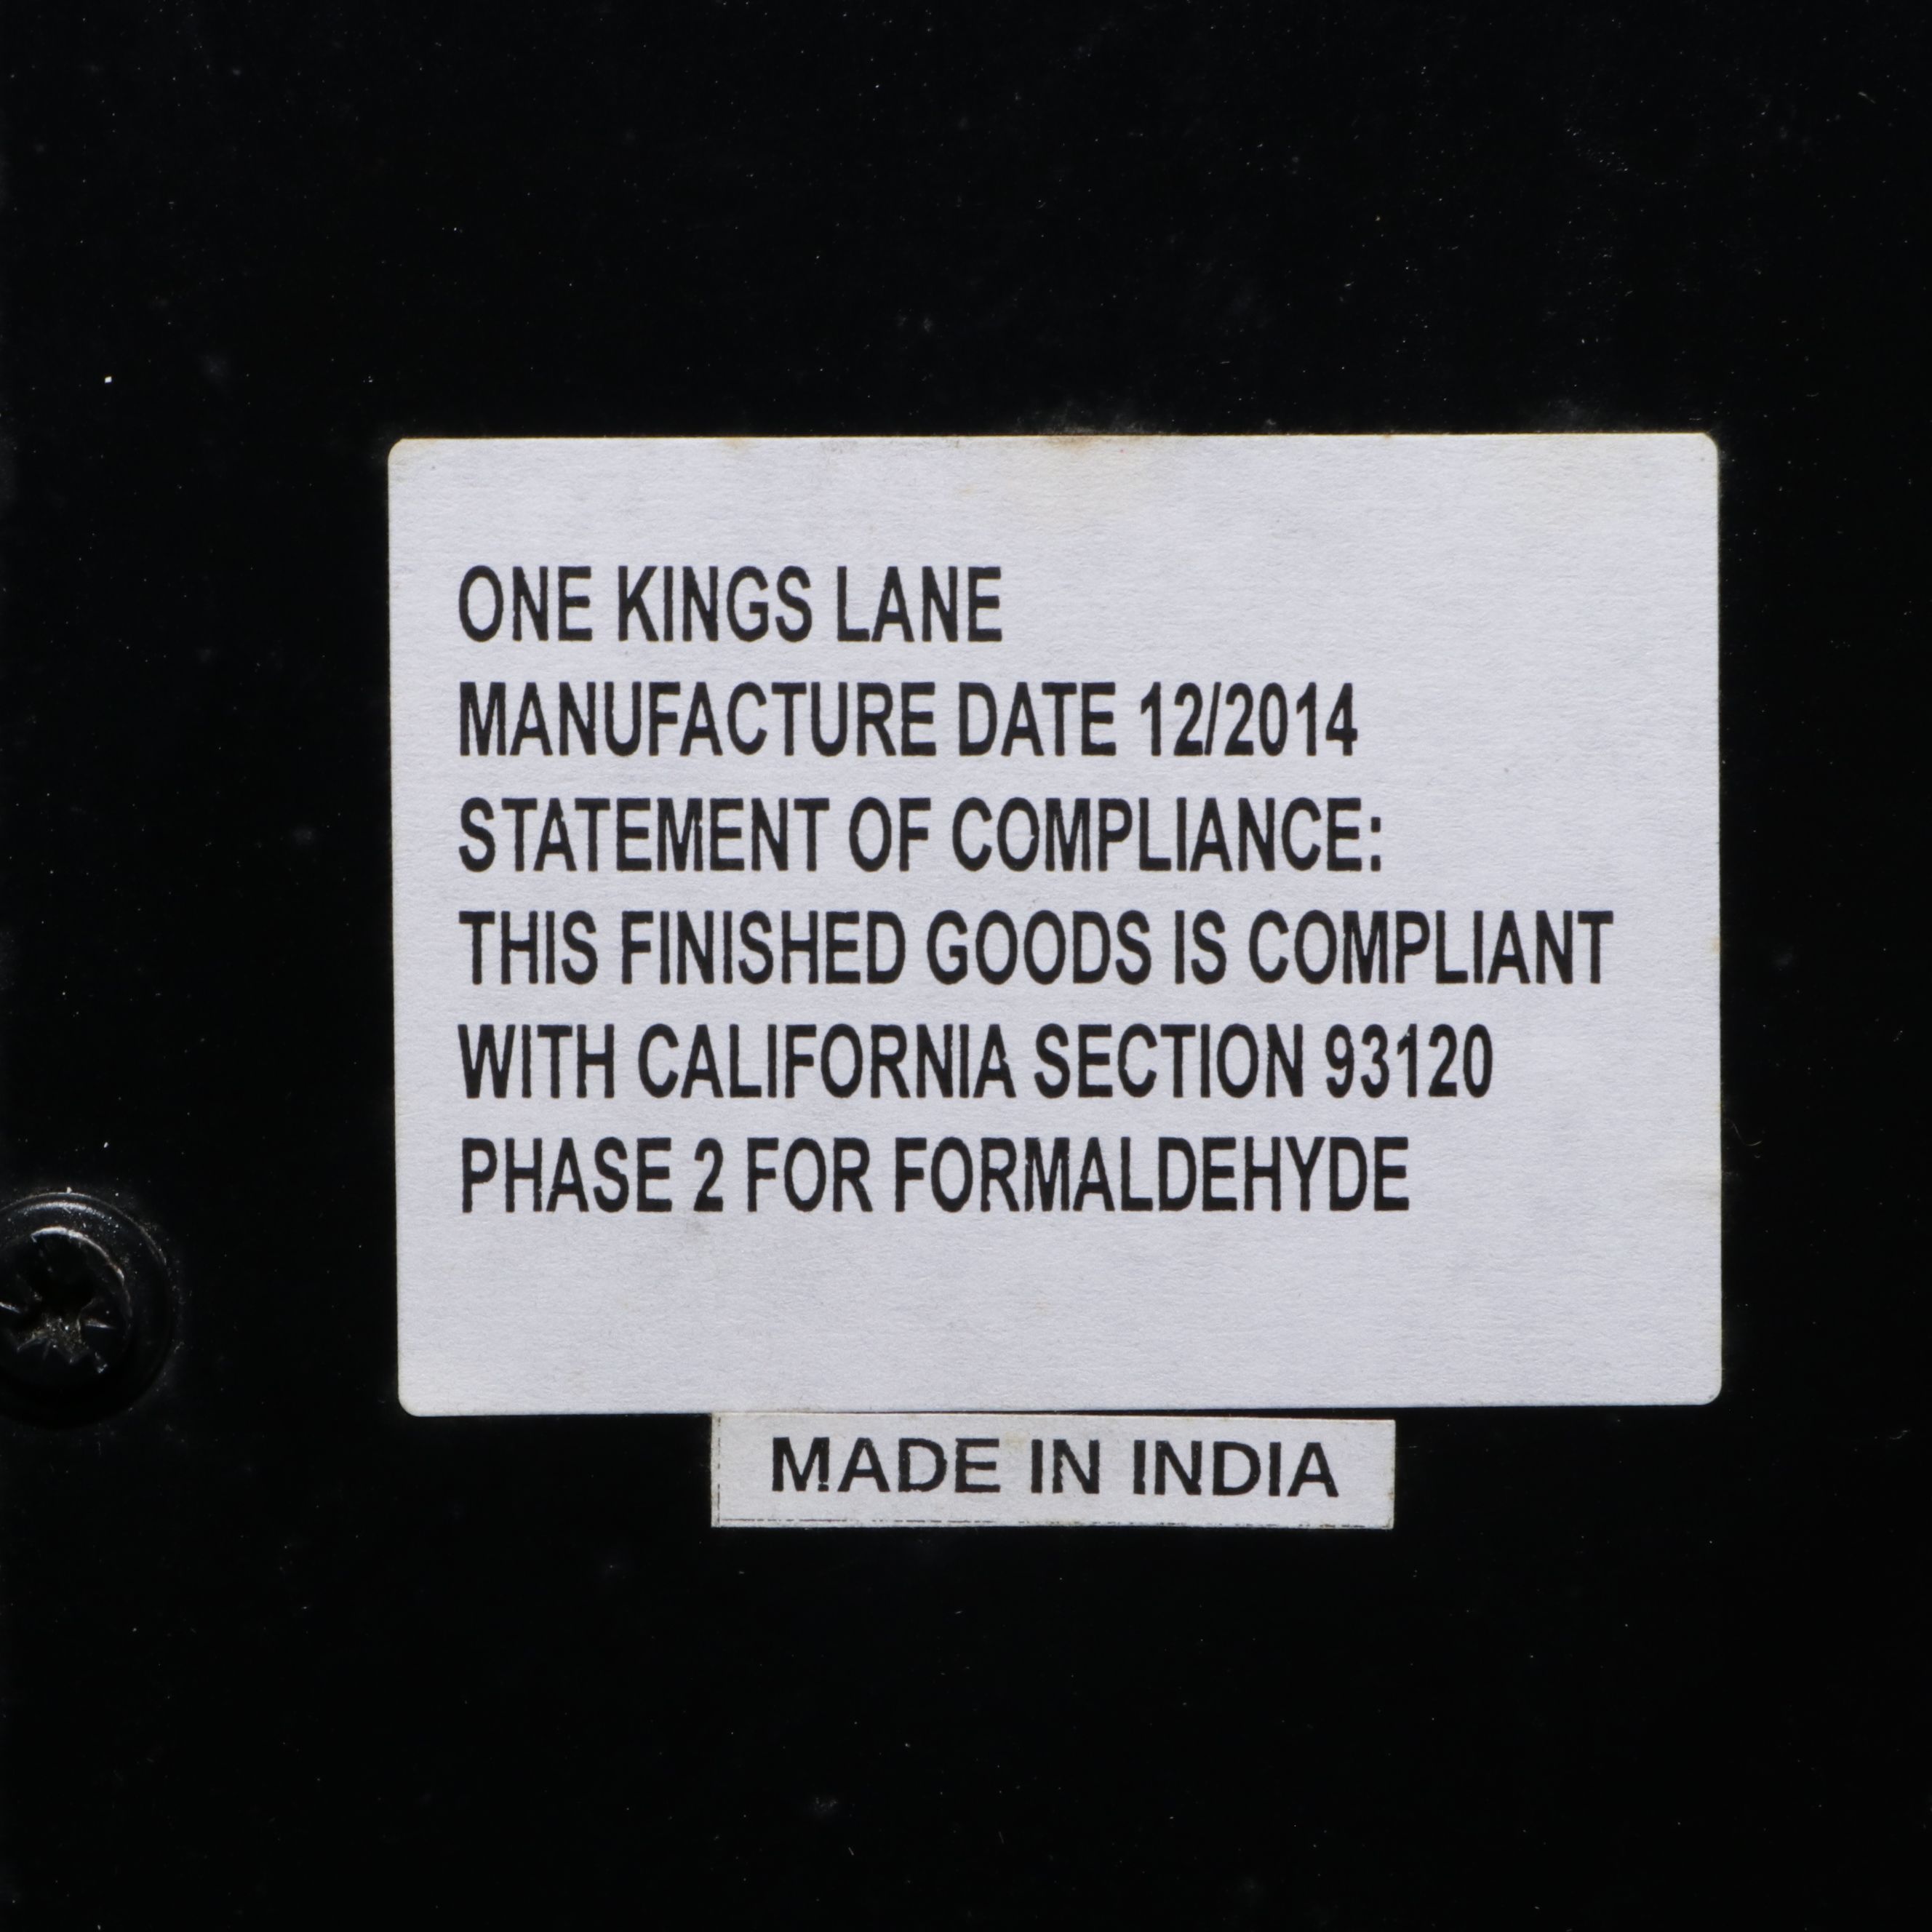 ONE KINGS LANE
MANUFACTURE DATE 12/2014
STATEMENT OF COMPLIANCE:
THIS FINISHED GOODS IS COMPLIANT
WITH CALIFORNIA SECTION 93120
PHASE 2 FOR FORMALDEHYDE
MADE IN INDIA